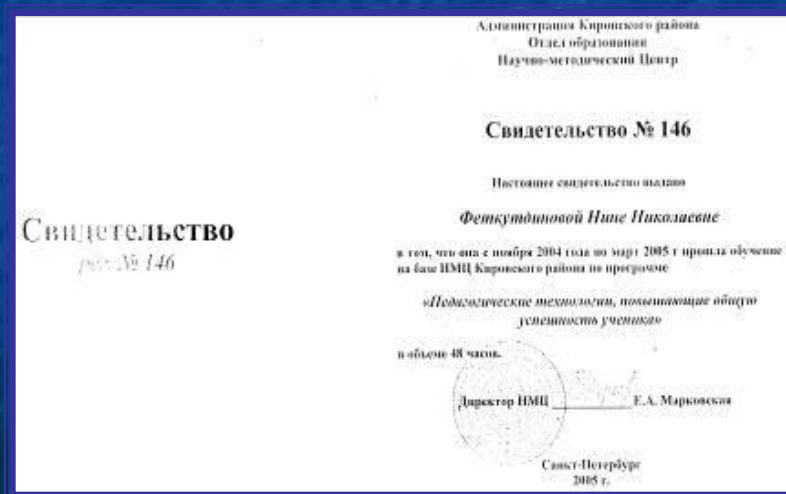 Свидетельство
рег. № 146
Администрация Кировского района
Отдел образования
Научно-методический Центр
Свидетельство № 146
Настоящее свидетельство выдано
Феткутдиновой Нине Николаевне
в том, что она с ноября 2004 года по март 2005 г прошла обучение
на базе НМЦ Кировского района по программе
«Педагогические технологии, повышающие общую
успешность ученика»
в объеме 48 часов.
Директор НМЦ Е.А. Марковская
Санкт-Петербург
2005 г.